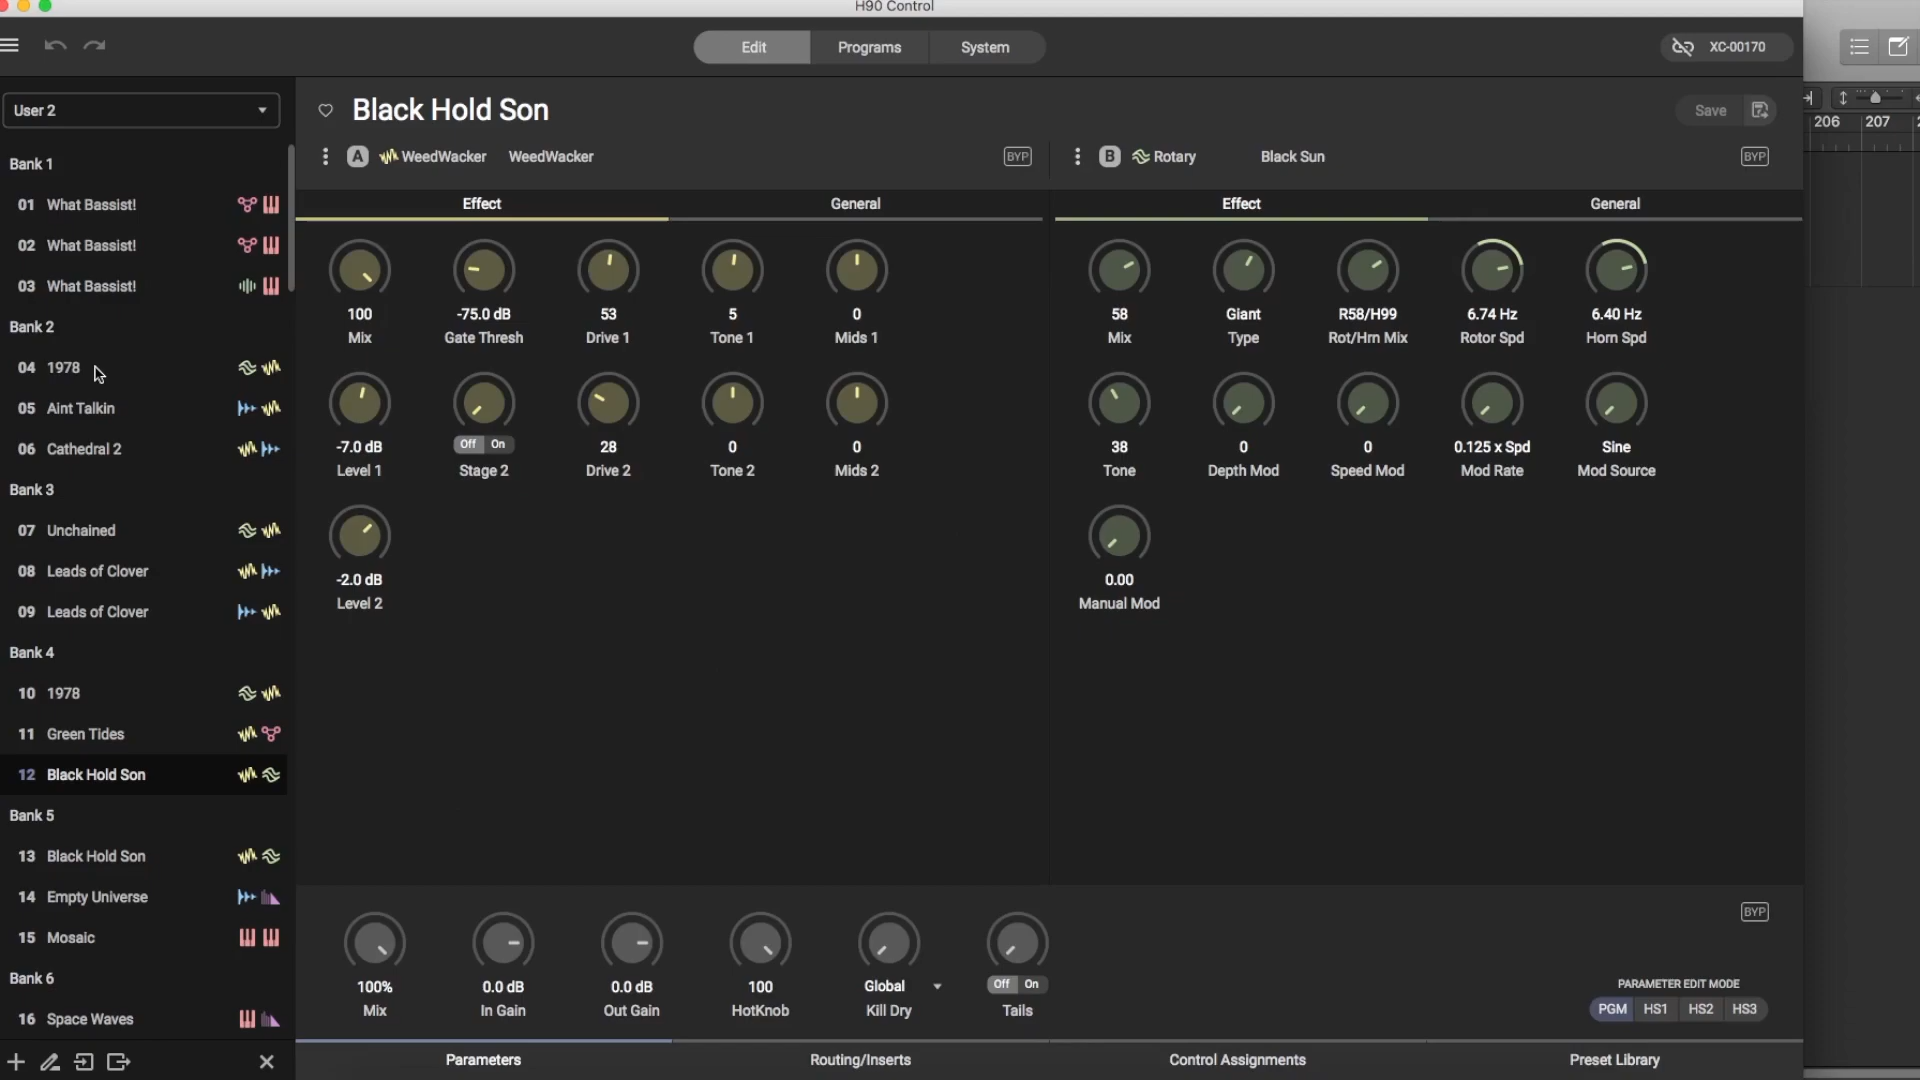 H90 Control
Edit
Programs
System
XC-00170
User 2
Black Hold Son
Save
206
207
A
WeedWacker
WeedWacker
BYP
B
Rotary
Black Sun
BYP
Bank 1
01 What Bassist!
02 What Bassist!
03 What Bassist!
Bank 2
04 1978
05 Aint Talkin
06 Cathedral 2
Bank 3
07 Unchained
08 Leads of Clover
09 Leads of Clover
Bank 4
10 1978
11 Green Tides
12 Black Hold Son
Bank 5
13 Black Hold Son
14 Empty Universe
15 Mosaic
Bank 6
16 Space Waves
Effect
General
100
Mix
-75.0 dB
Gate Thresh
53
Drive 1
5
Tone 1
0
Mids 1
-7.0 dB
Level 1
Off On
Stage 2
28
Drive 2
0
Tone 2
0
Mids 2
-2.0 dB
Level 2
Effect
General
58
Mix
Giant
Type
R58/H99
Rot/Hrn Mix
6.74 Hz
Rotor Spd
6.40 Hz
Horn Spd
38
Tone
0
Depth Mod
0
Speed Mod
0.125 x Spd
Mod Rate
Sine
Mod Source
0.00
Manual Mod
100%
Mix
0.0 dB
In Gain
0.0 dB
Out Gain
100
HotKnob
Global
Kill Dry
Off On
Tails
BYP
PARAMETER EDIT MODE
PGM HS1 HS2 HS3
Parameters
Routing/Inserts
Control Assignments
Preset Library